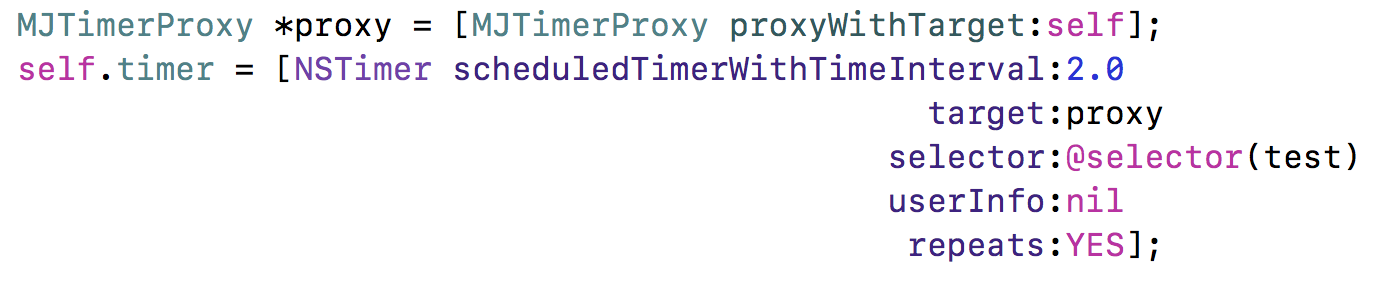 MJTimerProxy *proxy = [MJTimerProxy proxyWithTarget:self];
self.timer = [NSTimer scheduledTimerWithTimeInterval:2.0
target:proxy
selector:@selector(test)
userInfo:nil
repeats:YES];